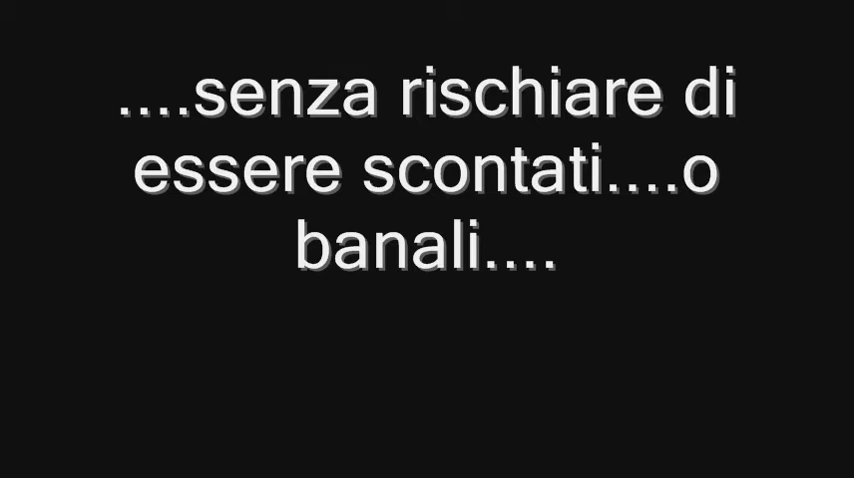 ....senza rischiare di
essere scontati....o
banali....